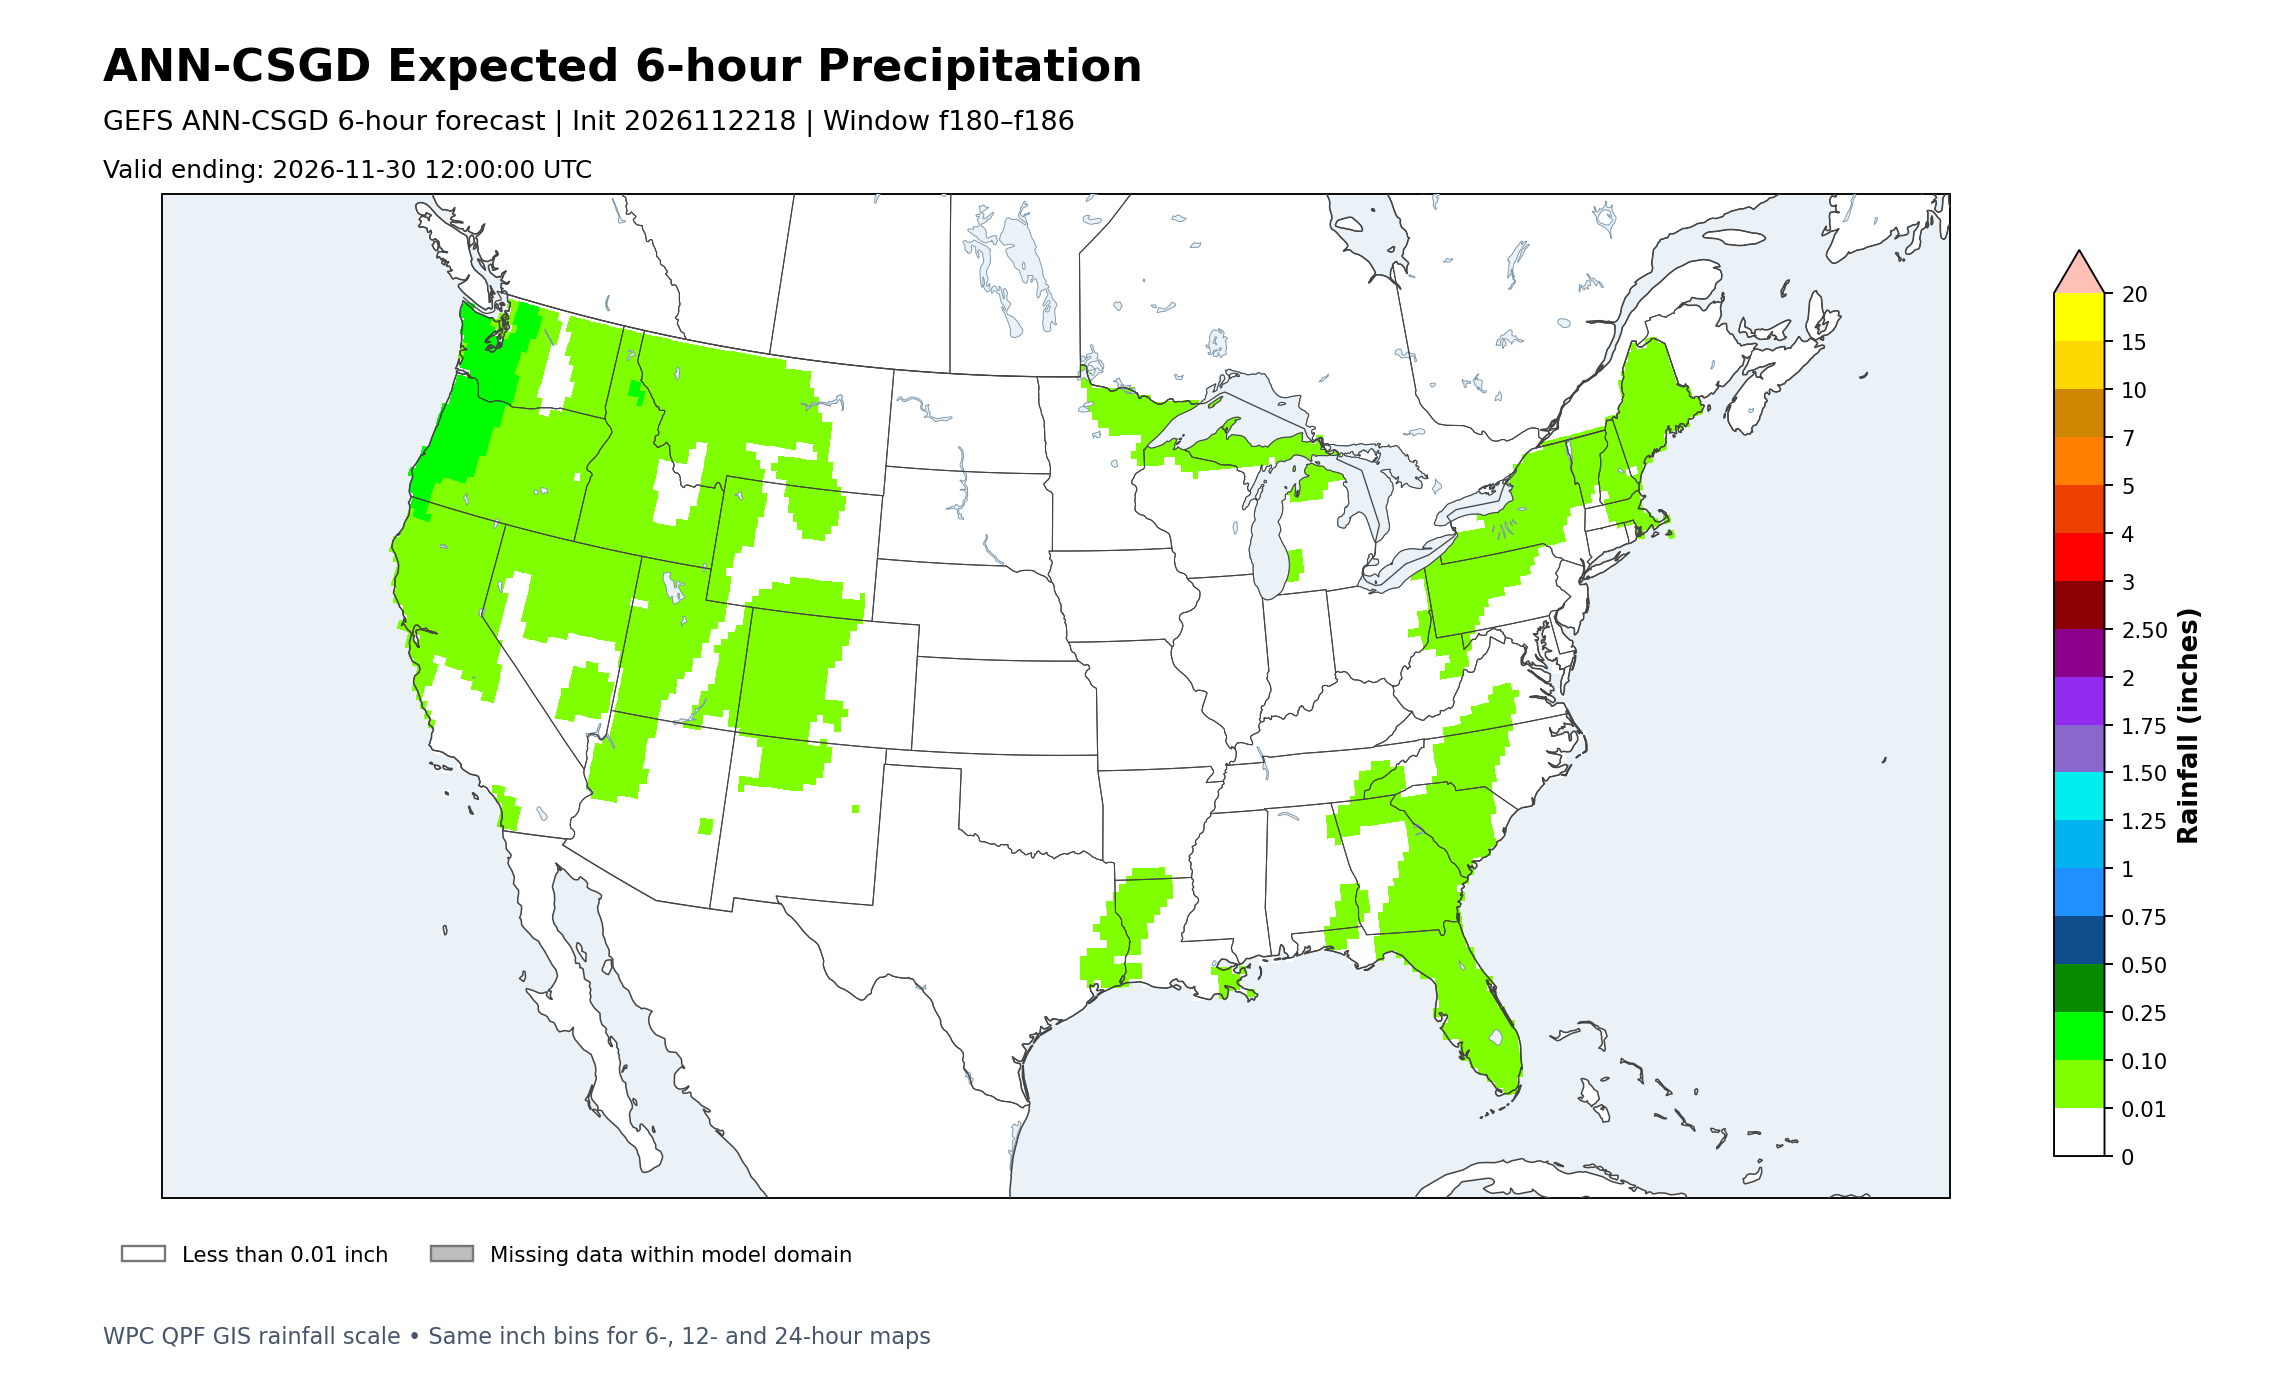 ANN-CSGD Expected 6-hour Precipitation
GEFS ANN-CSGD 6-hour forecast | Init 2026112218 | Window f180–f186
Valid ending: 2026-11-30 12:00:00 UTC
20
15
10
7
5
4
3
2.50
2
1.75
1.50
1.25
1
0.75
0.50
0.25
0.10
0.01
0
Rainfall (inches)
Less than 0.01 inch
Missing data within model domain
WPC QPF GIS rainfall scale • Same inch bins for 6-, 12- and 24-hour maps